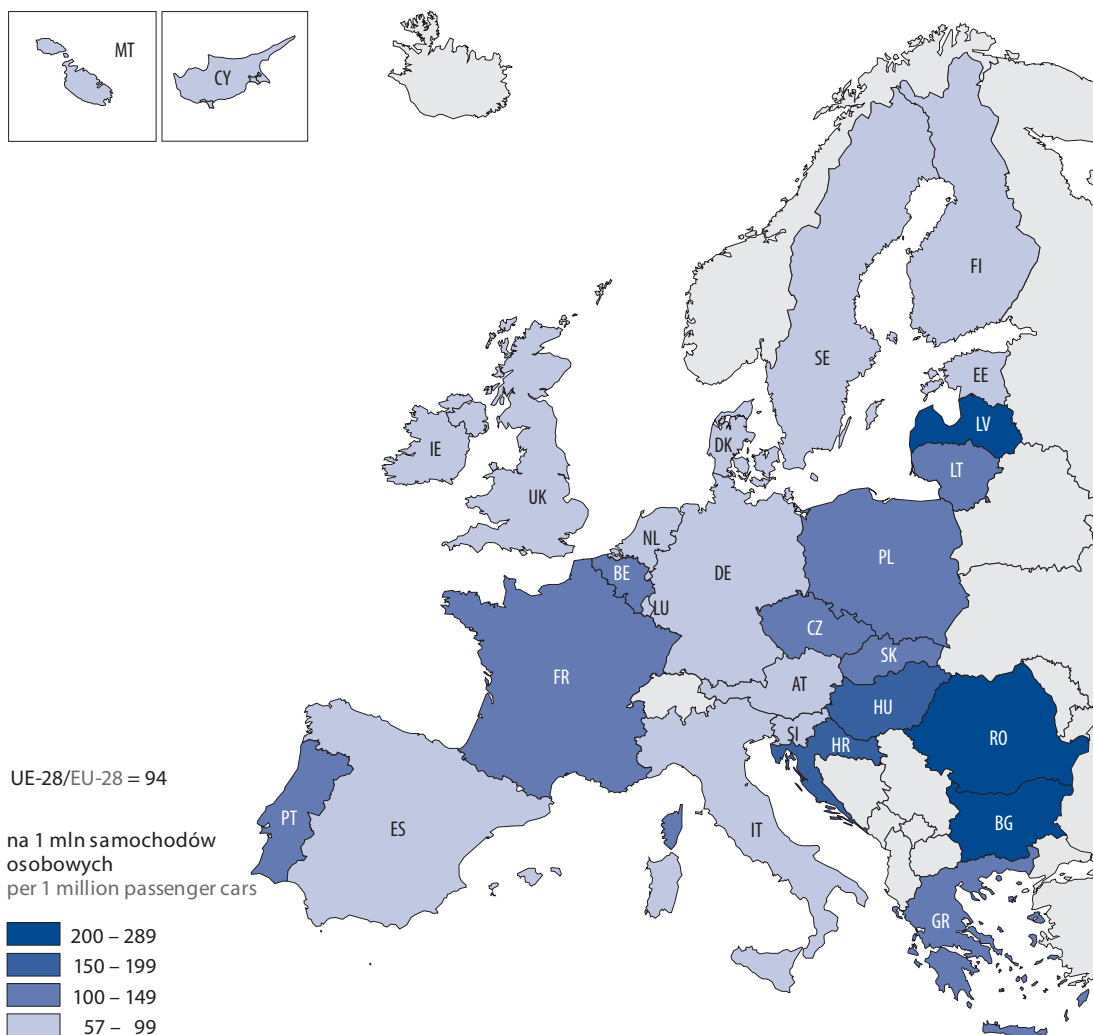 MT
CY
FI
SE
EE
LV
DK
IE
LT
UK
NL
PL
BE
DE
LU
CZ
SK
FR
AT
HU
SI
RO
HR
UE-28/EU-28 = 94
PT
BG
ES
IT
na 1 mln samochodów
osobowych
per 1 million passenger cars
GR
200 – 289
150 – 199
100 – 149
57 – 99